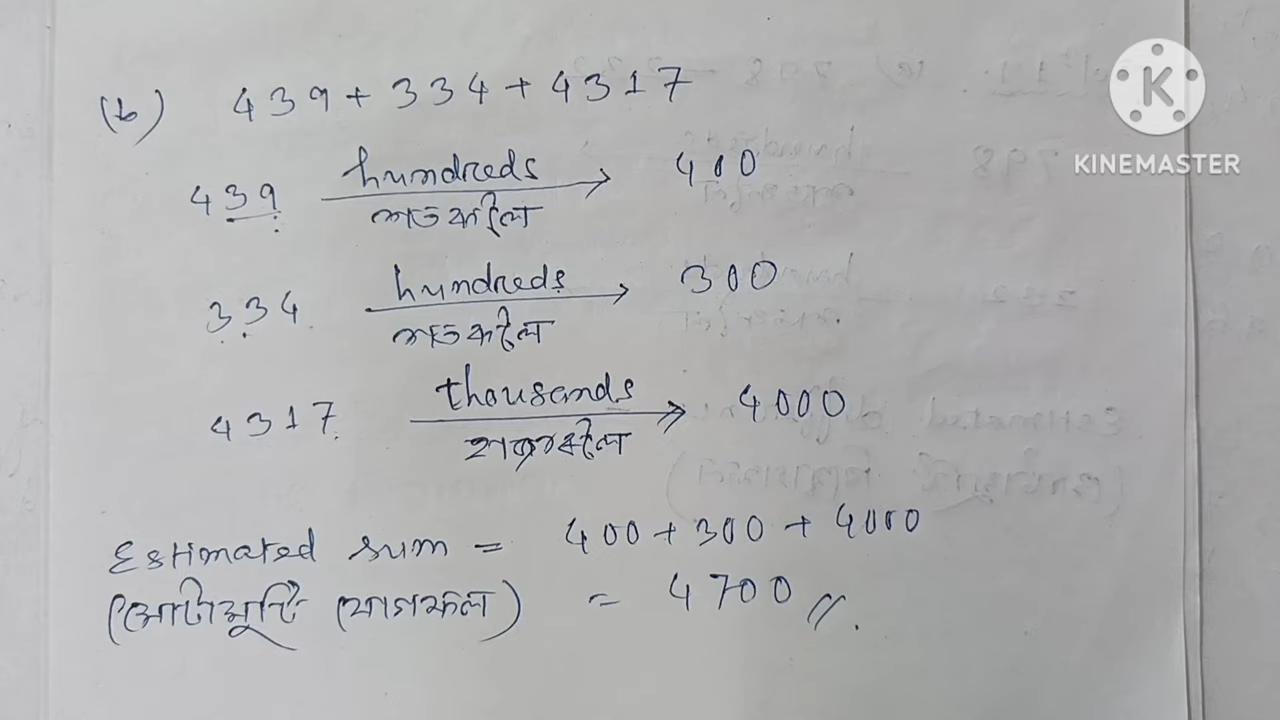 (b) 439 + 334 + 4317
439 hundreds 400
শতকলৈ
334 hundreds 300
শতকলৈ
4317 thousands 4000
হাজাৰলৈ
Estimated sum = 400 + 300 + 4000
(মোটামুটি যোগফল) = 4700 //.
KINEMASTER